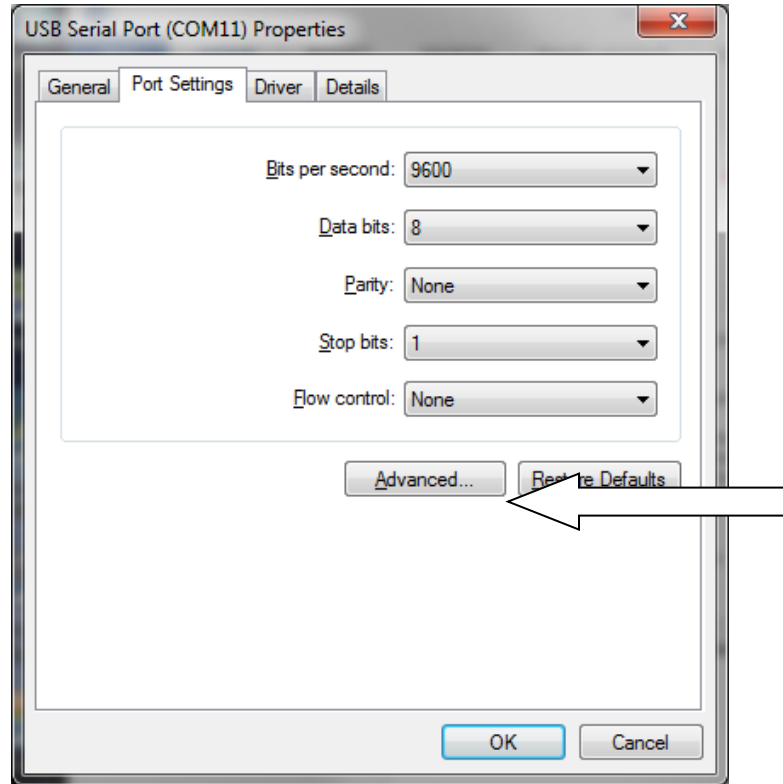 USB Serial Port (COM11) Properties
General Port Settings Driver Details
Bits per second: 9600
Data bits: 8
Parity: None
Stop bits: 1
Flow control: None
Advanced... Restore Defaults
OK Cancel